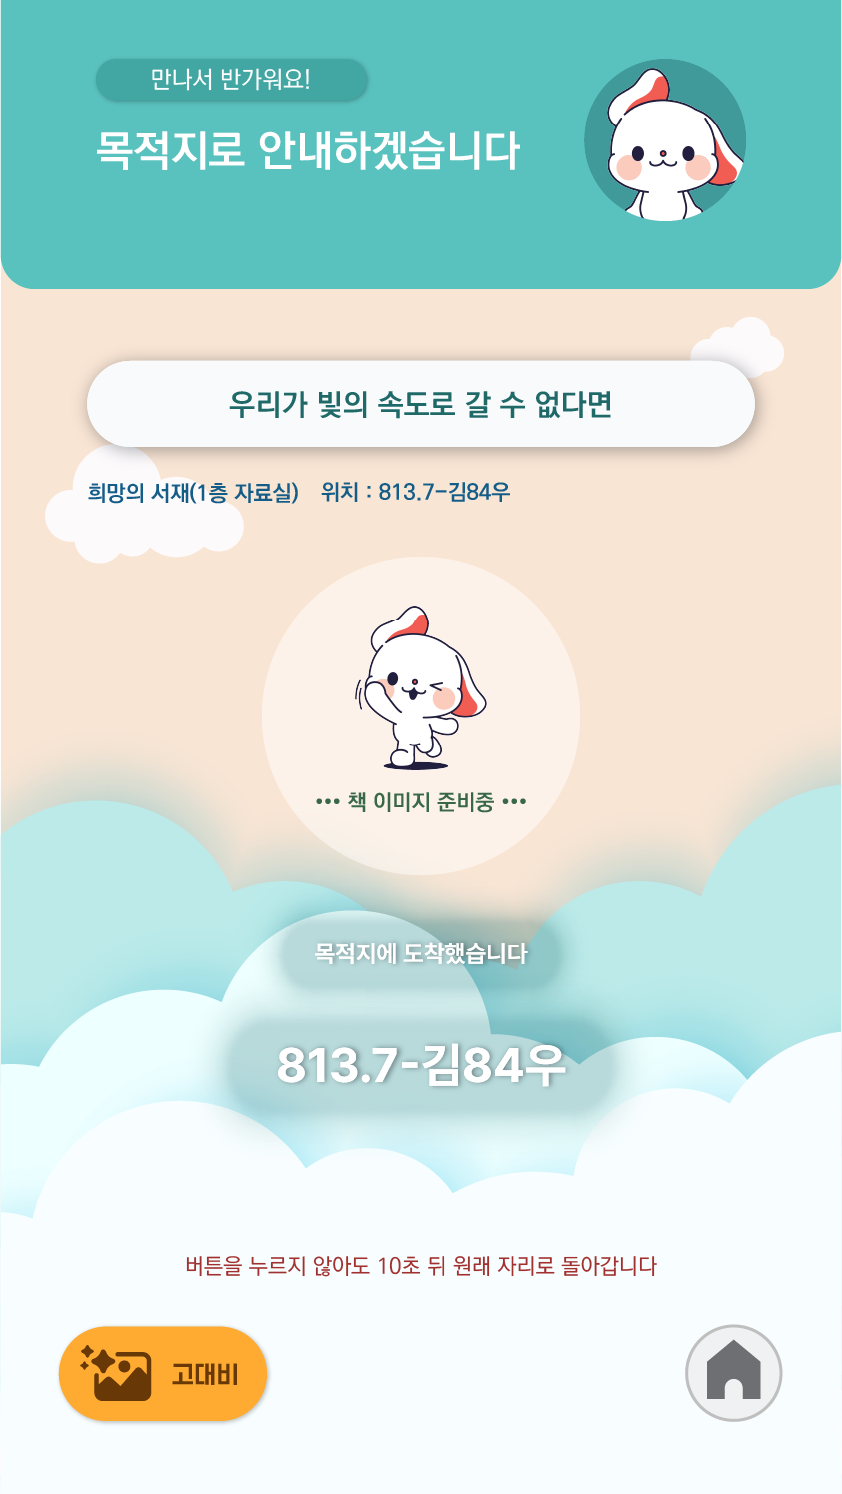 만나서 반가워요!
목적지로 안내하겠습니다
우리가 빛의 속도로 갈 수 없다면
희망의 서재(1층 자료실) 위치 : 813.7-김84우
••• 책 이미지 준비중 •••
목적지에 도착했습니다
813.7-김84우
버튼을 누르지 않아도 10초 뒤 원래 자리로 돌아갑니다
고대비